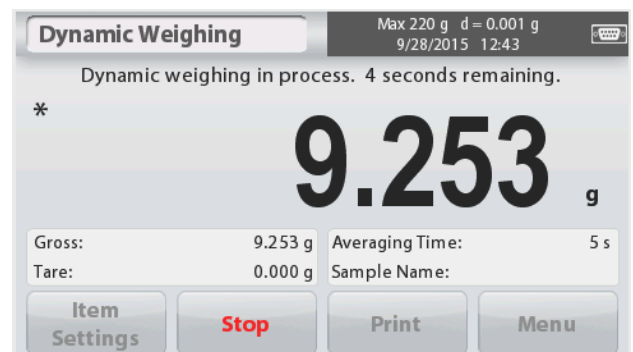 Dynamic Weighing
Max 220 g d = 0.001 g
9/28/2015 12:43
Dynamic weighing in process. 4 seconds remaining.
*
9.253 g
Gross: 9.253 g
Tare: 0.000 g
Averaging Time: 5 s
Sample Name:
Item
Settings
Stop
Print
Menu